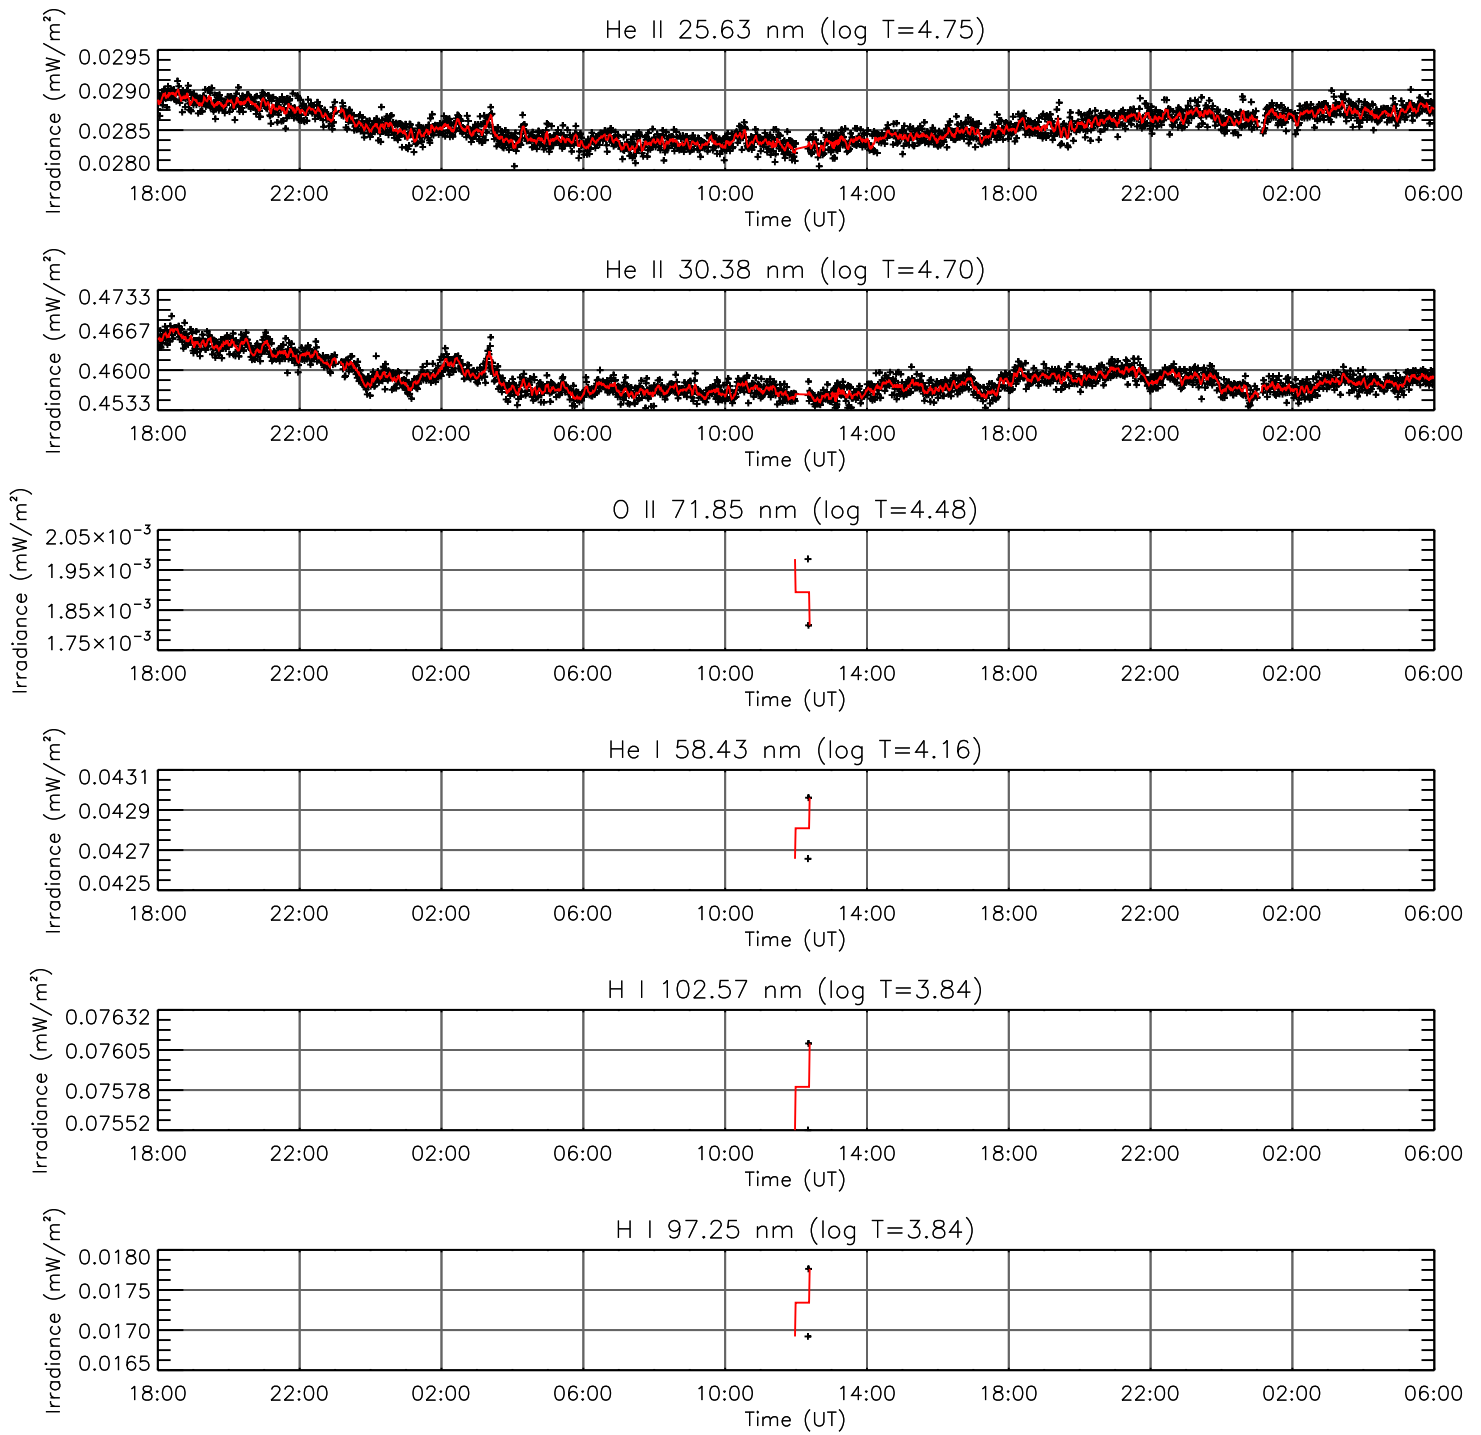 He II 25.63 nm (log T=4.75)
Irradiance (mW/m²)
0.0295
0.0290
0.0285
0.0280
18:00 22:00 02:00 06:00 10:00 14:00 18:00 22:00 02:00 06:00
Time (UT)
He II 30.38 nm (log T=4.70)
Irradiance (mW/m²)
0.4733
0.4667
0.4600
0.4533
18:00 22:00 02:00 06:00 10:00 14:00 18:00 22:00 02:00 06:00
Time (UT)
O II 71.85 nm (log T=4.48)
Irradiance (mW/m²)
2.05×10⁻³
1.95×10⁻³
1.85×10⁻³
1.75×10⁻³
18:00 22:00 02:00 06:00 10:00 14:00 18:00 22:00 02:00 06:00
Time (UT)
He I 58.43 nm (log T=4.16)
Irradiance (mW/m²)
0.0431
0.0429
0.0427
0.0425
18:00 22:00 02:00 06:00 10:00 14:00 18:00 22:00 02:00 06:00
Time (UT)
H I 102.57 nm (log T=3.84)
Irradiance (mW/m²)
0.07632
0.07605
0.07578
0.07552
18:00 22:00 02:00 06:00 10:00 14:00 18:00 22:00 02:00 06:00
Time (UT)
H I 97.25 nm (log T=3.84)
Irradiance (mW/m²)
0.0180
0.0175
0.0170
0.0165
18:00 22:00 02:00 06:00 10:00 14:00 18:00 22:00 02:00 06:00
Time (UT)